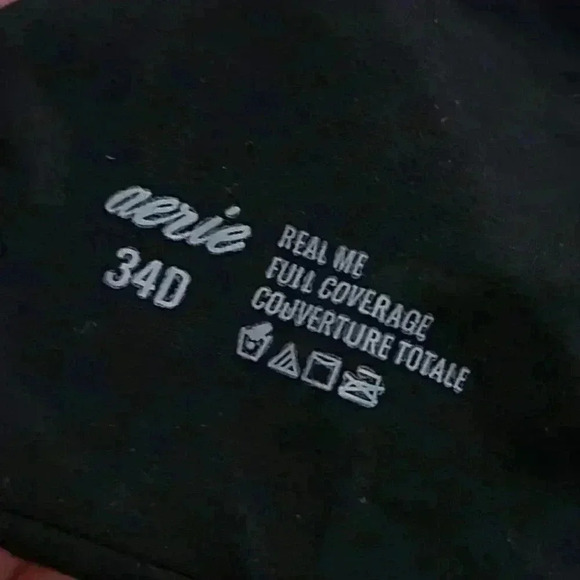 aerie
34D
REAL ME
FULL COVERAGE
COUVERTURE TOTALE